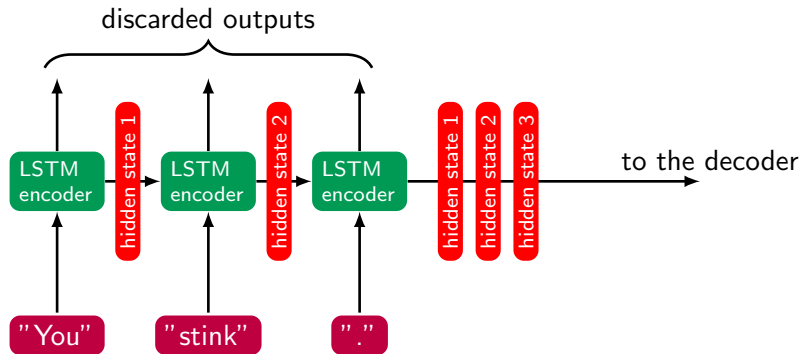 discarded outputs
hidden state 1
hidden state 2
hidden state 1
hidden state 2
hidden state 3
LSTM
encoder
LSTM
encoder
LSTM
encoder
to the decoder
"You"
"stink"
"."